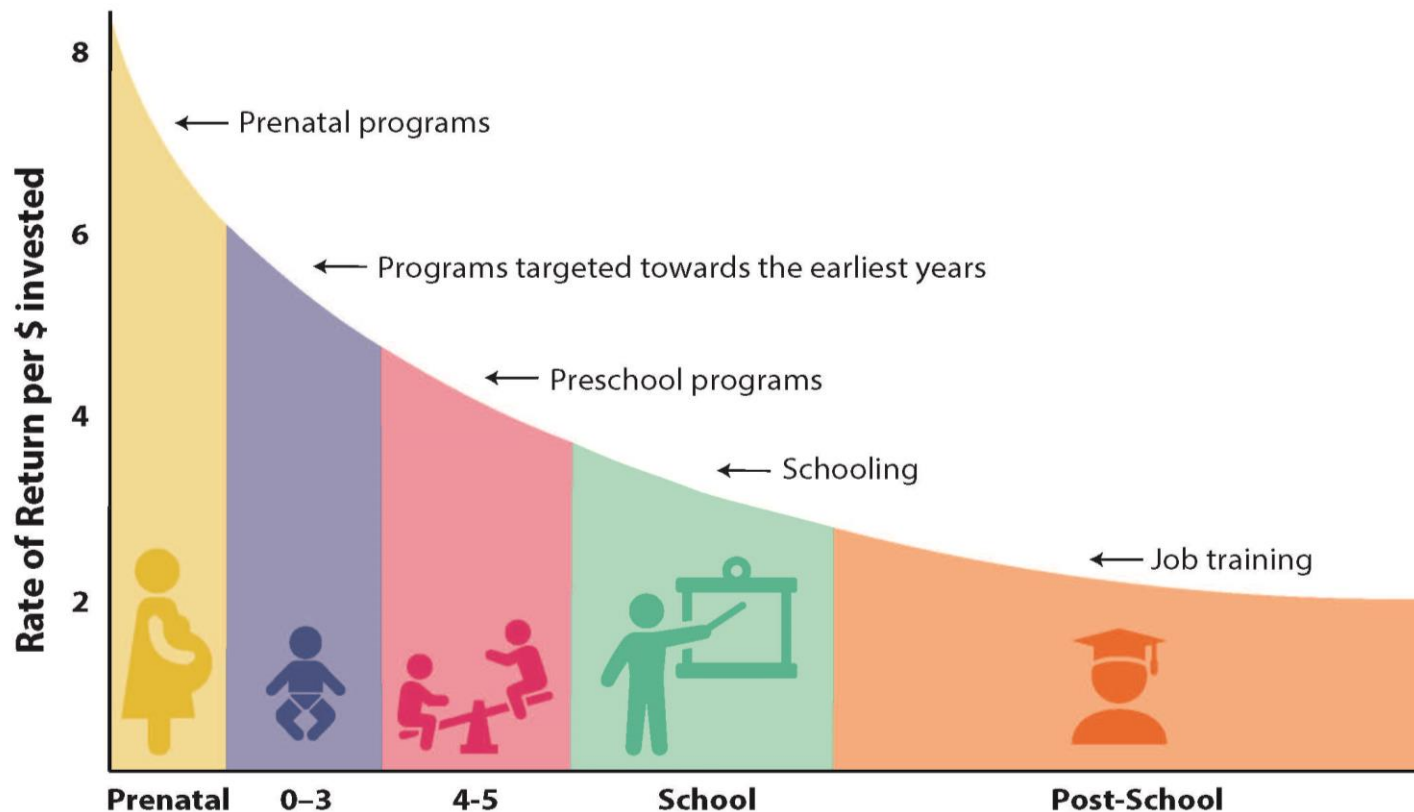 Rate of Return per $ invested
8
6
4
2
Prenatal programs
Programs targeted towards the earliest years
Preschool programs
Schooling
Job training
Prenatal
0–3
4-5
School
Post-School